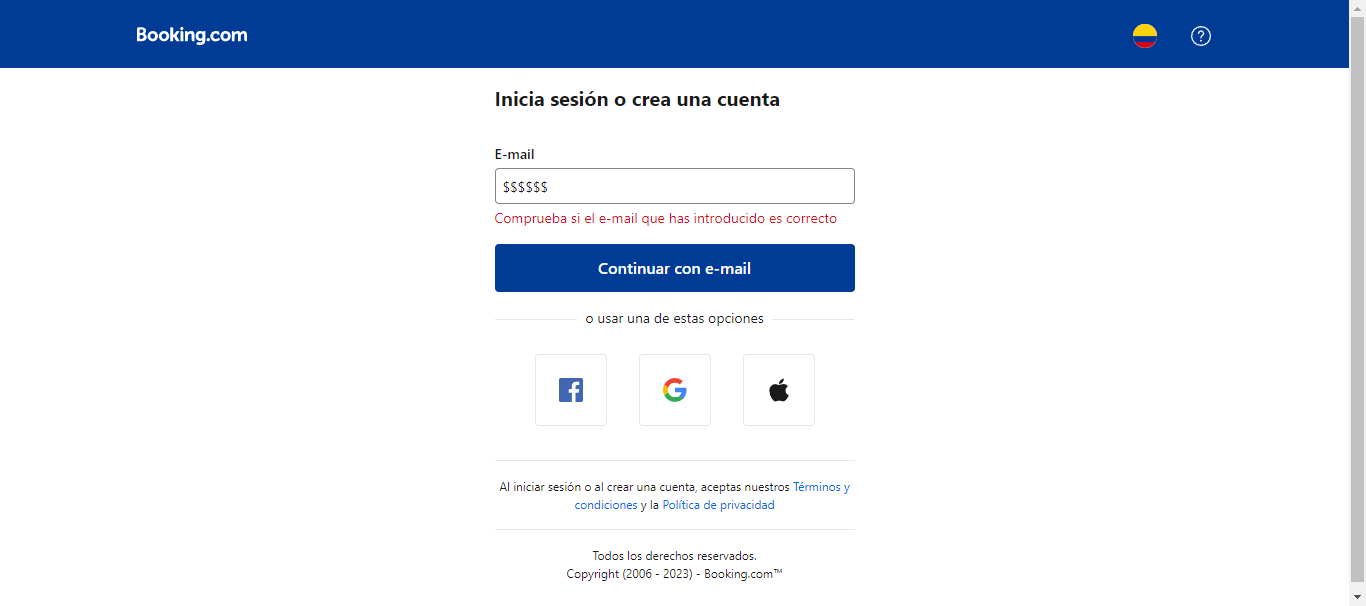 Booking.com
Inicia sesión o crea una cuenta
E-mail
$$$$$$
Comprueba si el e-mail que has introducido es correcto
Continuar con e-mail
o usar una de estas opciones
Al iniciar sesión o al crear una cuenta, aceptas nuestros Términos y
condiciones y la Política de privacidad
Todos los derechos reservados.
Copyright (2006 - 2023) - Booking.com™